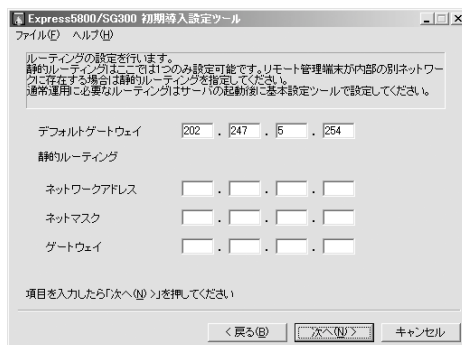 Express5800/SG300 初期導入設定ツール
ファイル(F) ヘルプ(H)
ルーティングの設定を行います。
静的ルーティングはここでは1つのみ設定可能です。リモート管理端末が内部の別ネットワー
クに存在する場合は静的ルーティングを指定してください。
通常運用に必要なルーティングはサーバの起動後に基本設定ツールで設定してください。
デフォルトゲートウェイ 202 . 247 . 5 . 254
静的ルーティング
ネットワークアドレス . . .
ネットマスク . . .
ゲートウェイ . . .
項目を入力したら「次へ(N) >」を押してください
< 戻る(B) 次へ(N) > キャンセル